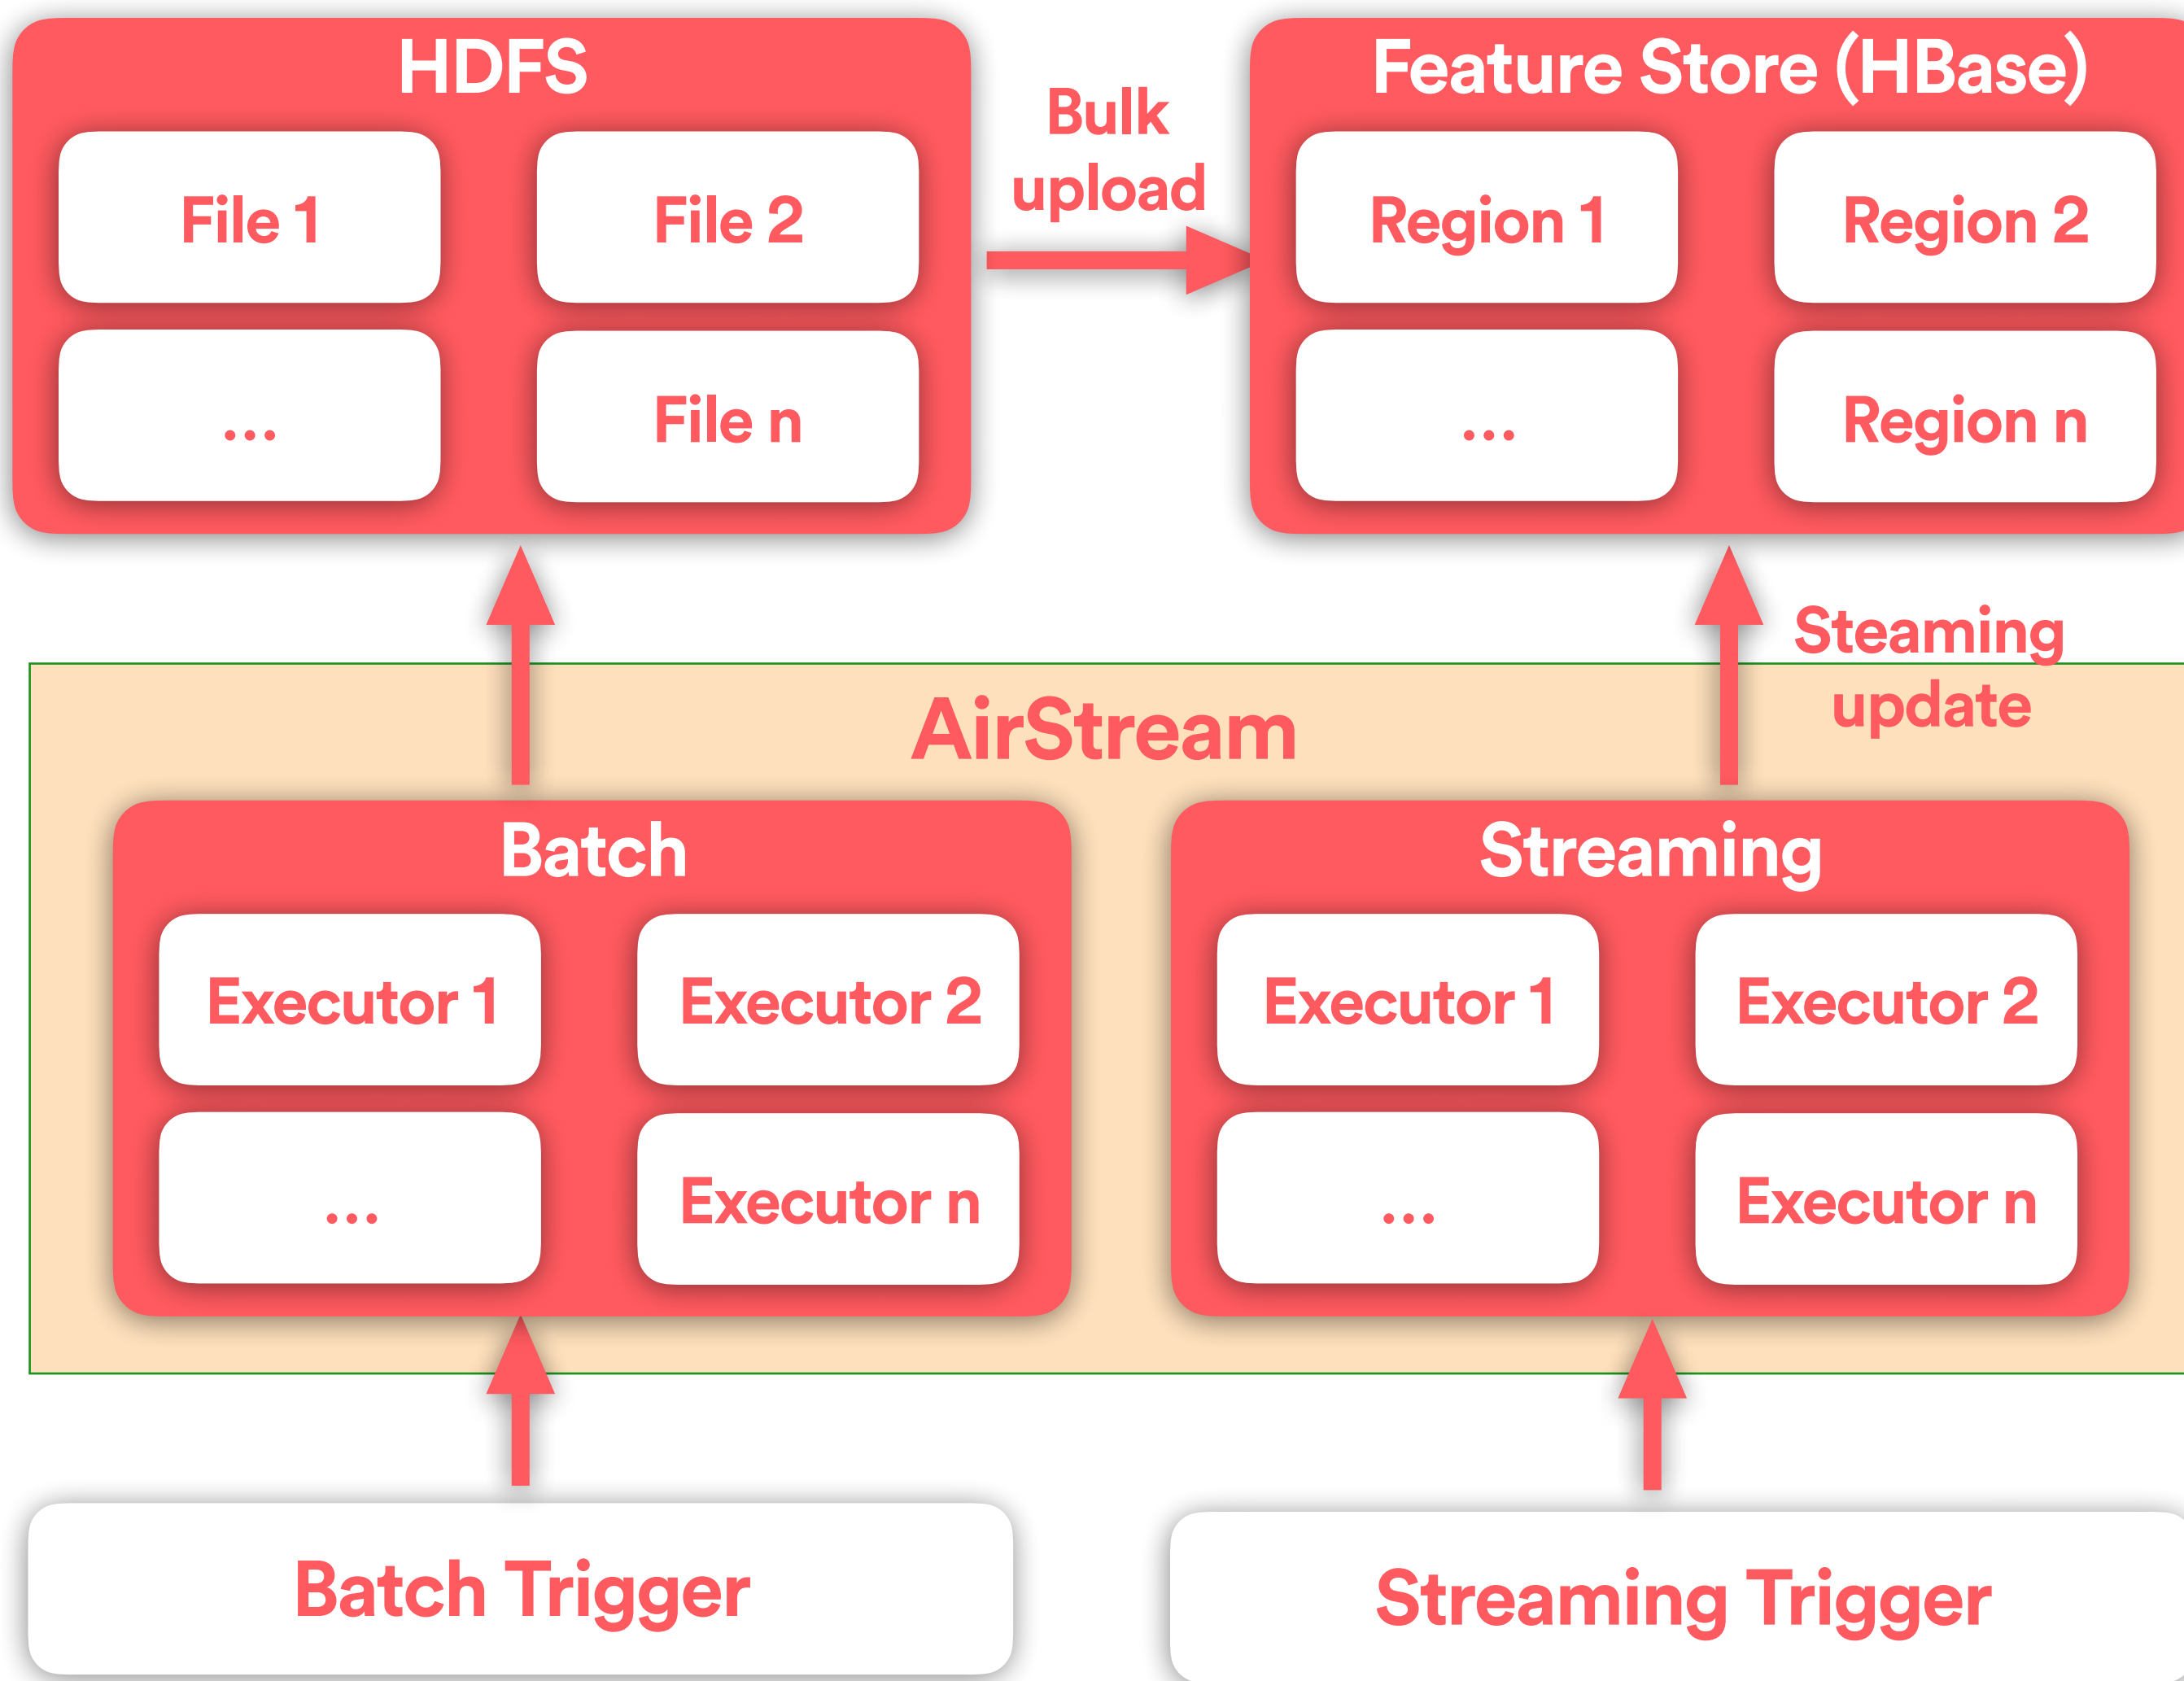 HDFS
File 1
File 2
...
File n
Bulk
upload
Feature Store (HBase)
Region 1
Region 2
...
Region n
Steaming
update
AirStream
Batch
Executor 1
Executor 2
...
Executor n
Streaming
Executor 1
Executor 2
...
Executor n
Batch Trigger
Streaming Trigger